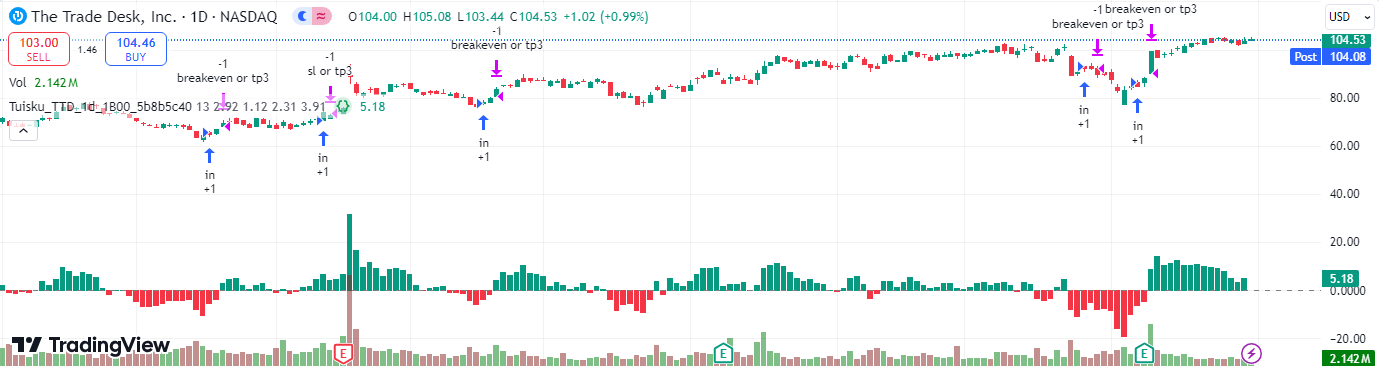 The Trade Desk, Inc. · 1D · NASDAQ O104.00 H105.08 L103.44 C104.53 +1.02 (+0.99%)
USD
103.00
SELL
1.46
104.46
BUY
Vol 2.142 M
Tuisku_TTD_1d_1B00_5b8b5c40 13 2.92 1.12 2.31 3.91 5.18
-1
breakeven or tp3
-1
sl or tp3
-1
breakeven or tp3
-1 breakeven or tp3
breakeven or tp3
in
+1
in
+1
in
+1
in
+1
in
+1
104.53
Post 104.08
80.00
60.00
40.00
20.00
5.18
0.0000
−20.00
2.142 M
E
E
E
TradingView